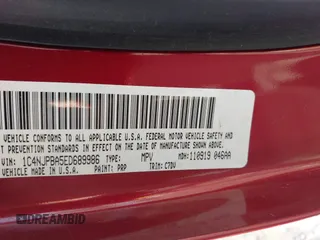 VEHICLE CONFORMS TO ALL APPLICABLE U.S.A. FEDERAL MOTOR VEHICLE SAFETY AND
T PREVENTION STANDARDS IN EFFECT ON THE DATE OF MANUFACTURE SHOWN ABOVE.
VIN: 1C4NJPBA5ED689986 TYPE: MPV MDH:110919 046AA
VEHICLE MADE IN U.S.A. PAINT: PRP TRIM: C7DV
DREAMBID